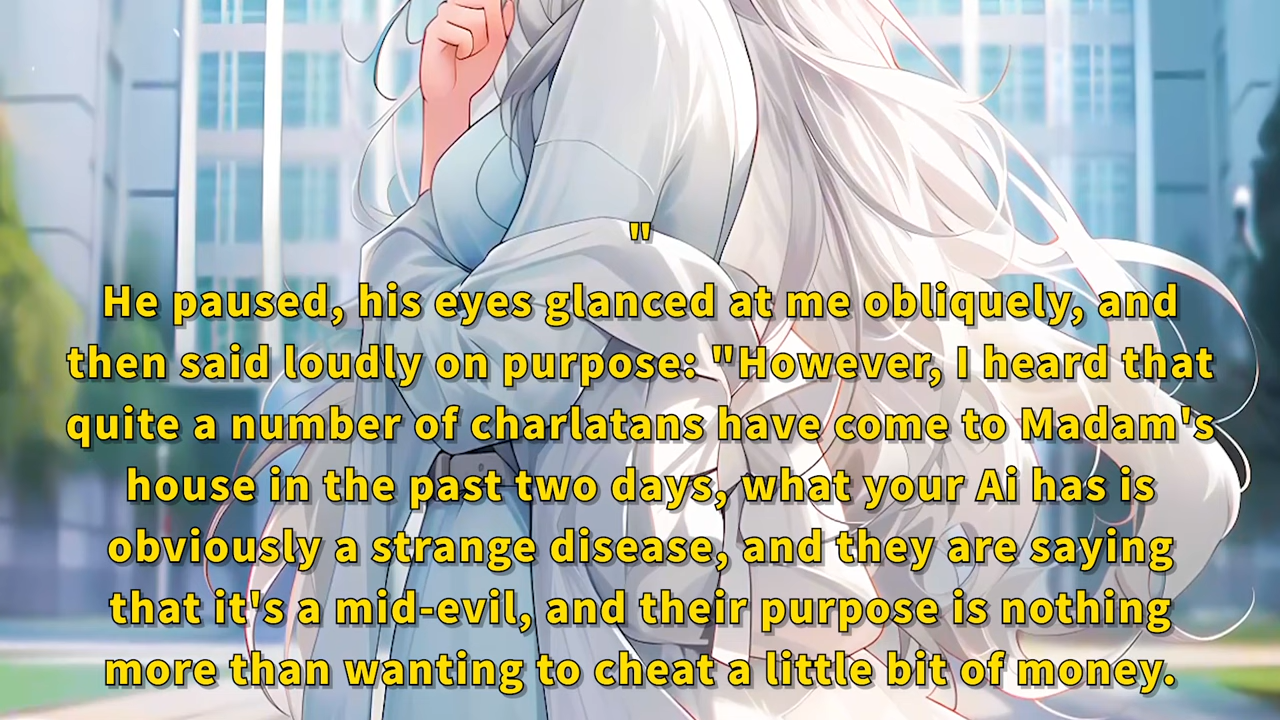 "
He paused, his eyes glanced at me obliquely, and
then said loudly on purpose: "However, I heard that
quite a number of charlatans have come to Madam's
house in the past two days, what your Ai has is
obviously a strange disease, and they are saying
that it's a mid-evil, and their purpose is nothing
more than wanting to cheat a little bit of money.